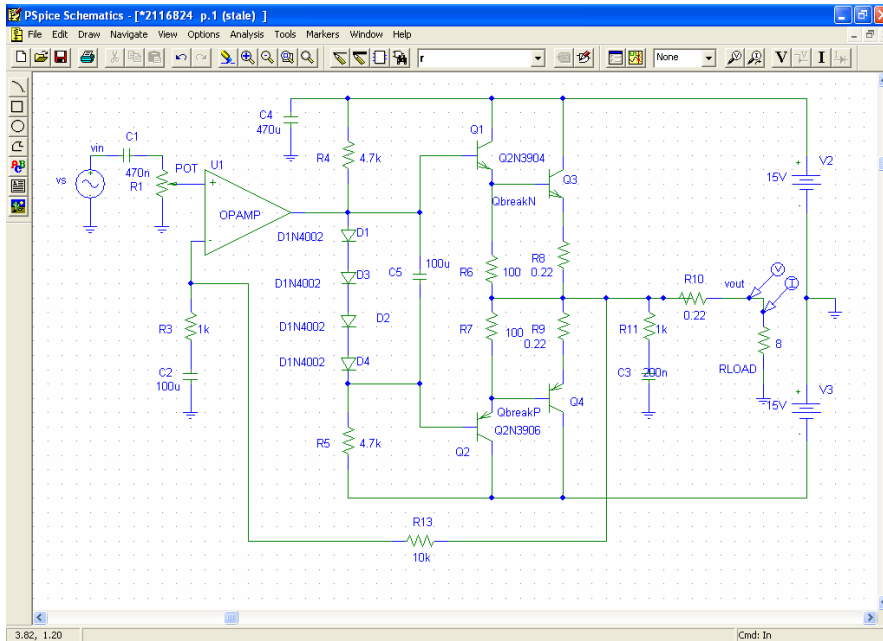 PSpice Schematics - [*2116824 p.1 (stale) ]
File Edit Draw Navigate View Options Analysis Tools Markers Window Help
r
None
V
I
C4
470u
Q1
Q2N3904
vin
C1
470n
R1
POT
U1
vs
+
OPAMP
-
R4
4.7k
D1N4002
D1
D1N4002
D3
D1N4002
D2
D1N4002
D4
C5
100u
Q3
QbreakN
R6
100
R8
0.22
R7
100
R9
0.22
R10
0.22
vout
V
I
R11
1k
C3
200n
8
RLOAD
V2
+
15V
-
V3
+
15V
-
R3
1k
C2
100u
R5
4.7k
QbreakP
Q2N3906
Q2
Q4
R13
10k
3.82, 1.20
Cmd: In